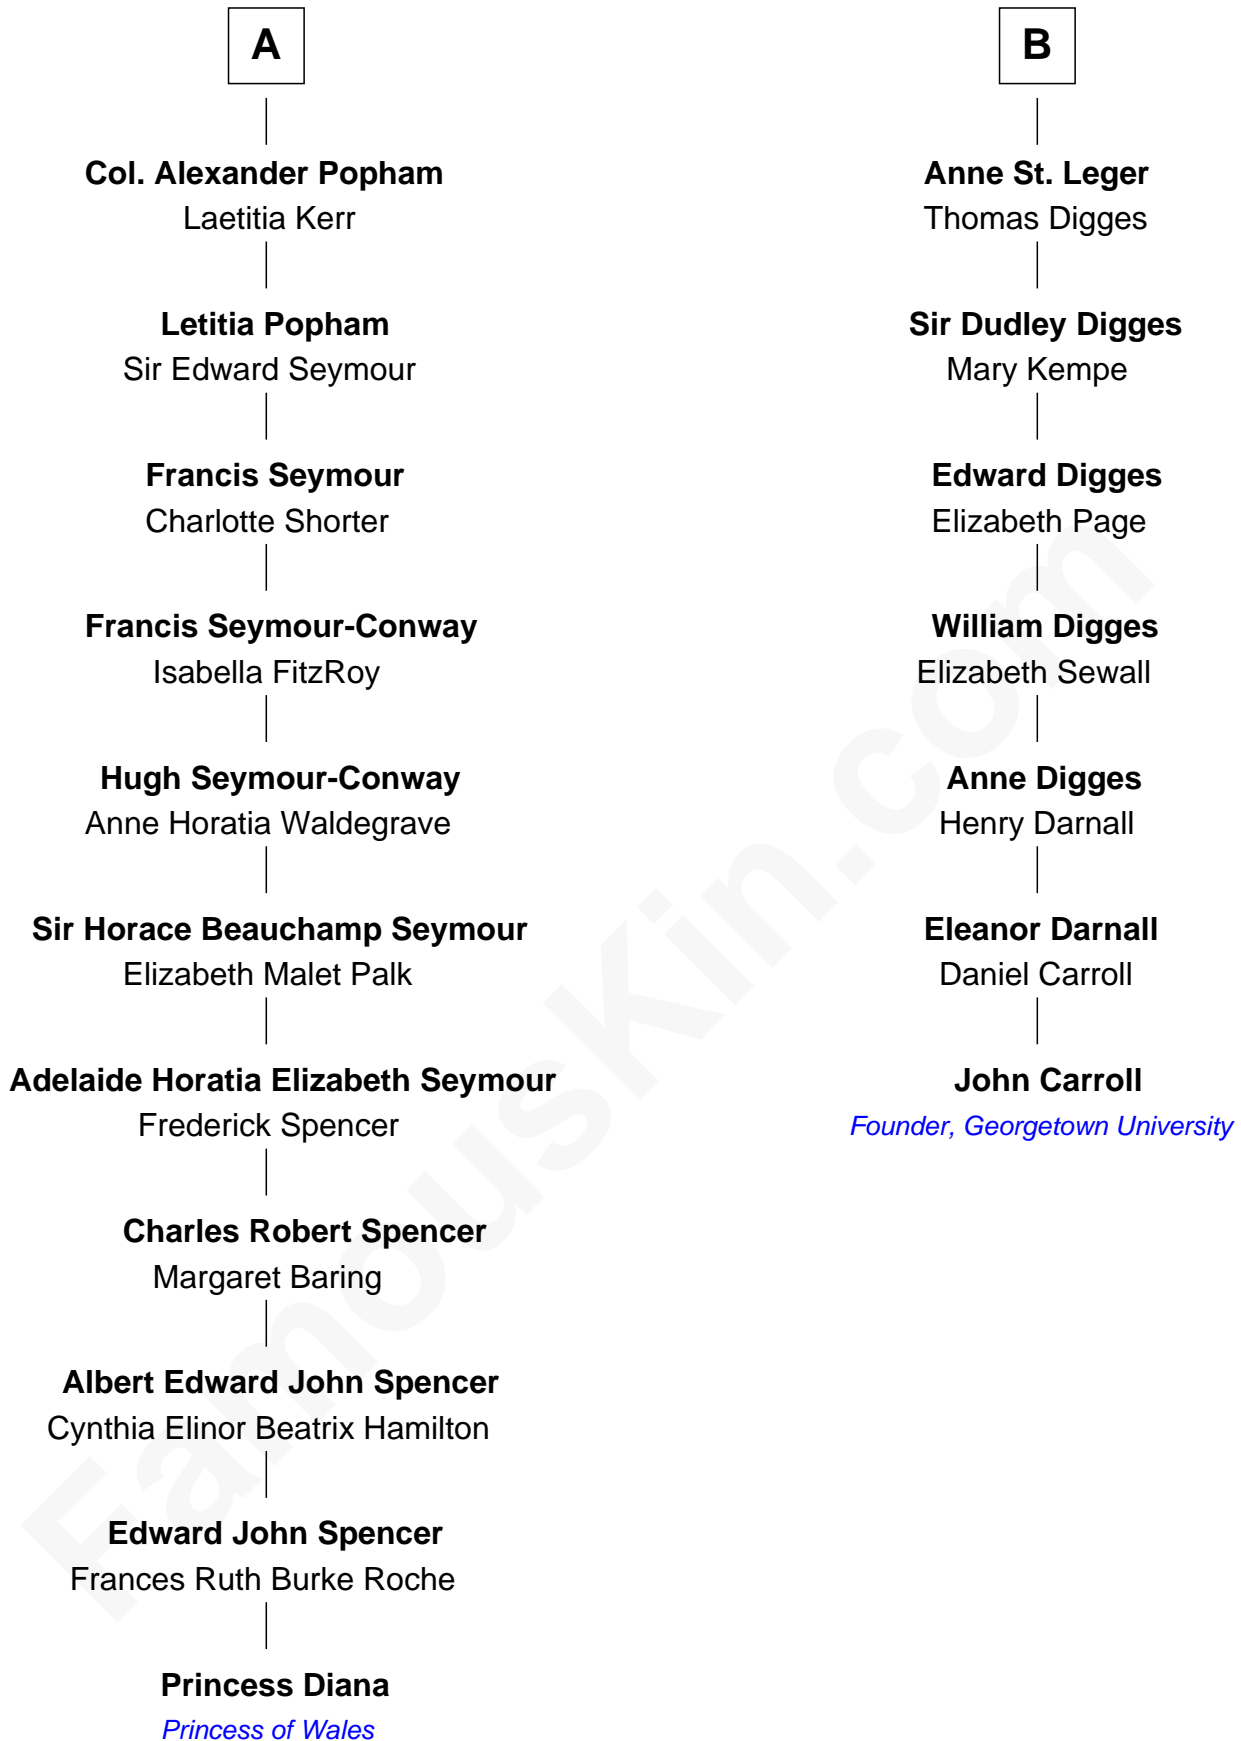 A
Col. Alexander Popham
Laetitia Kerr
Letitia Popham
Sir Edward Seymour
Francis Seymour
Charlotte Shorter
Francis Seymour-Conway
Isabella FitzRoy
Hugh Seymour-Conway
Anne Horatia Waldegrave
Sir Horace Beauchamp Seymour
Elizabeth Malet Palk
Adelaide Horatia Elizabeth Seymour
Frederick Spencer
Charles Robert Spencer
Margaret Baring
Albert Edward John Spencer
Cynthia Elinor Beatrix Hamilton
Edward John Spencer
Frances Ruth Burke Roche
Princess Diana
Princess of Wales
B
Anne St. Leger
Thomas Digges
Sir Dudley Digges
Mary Kempe
Edward Digges
Elizabeth Page
William Digges
Elizabeth Sewall
Anne Digges
Henry Darnall
Eleanor Darnall
Daniel Carroll
John Carroll
Founder, Georgetown University
FamousKin.com